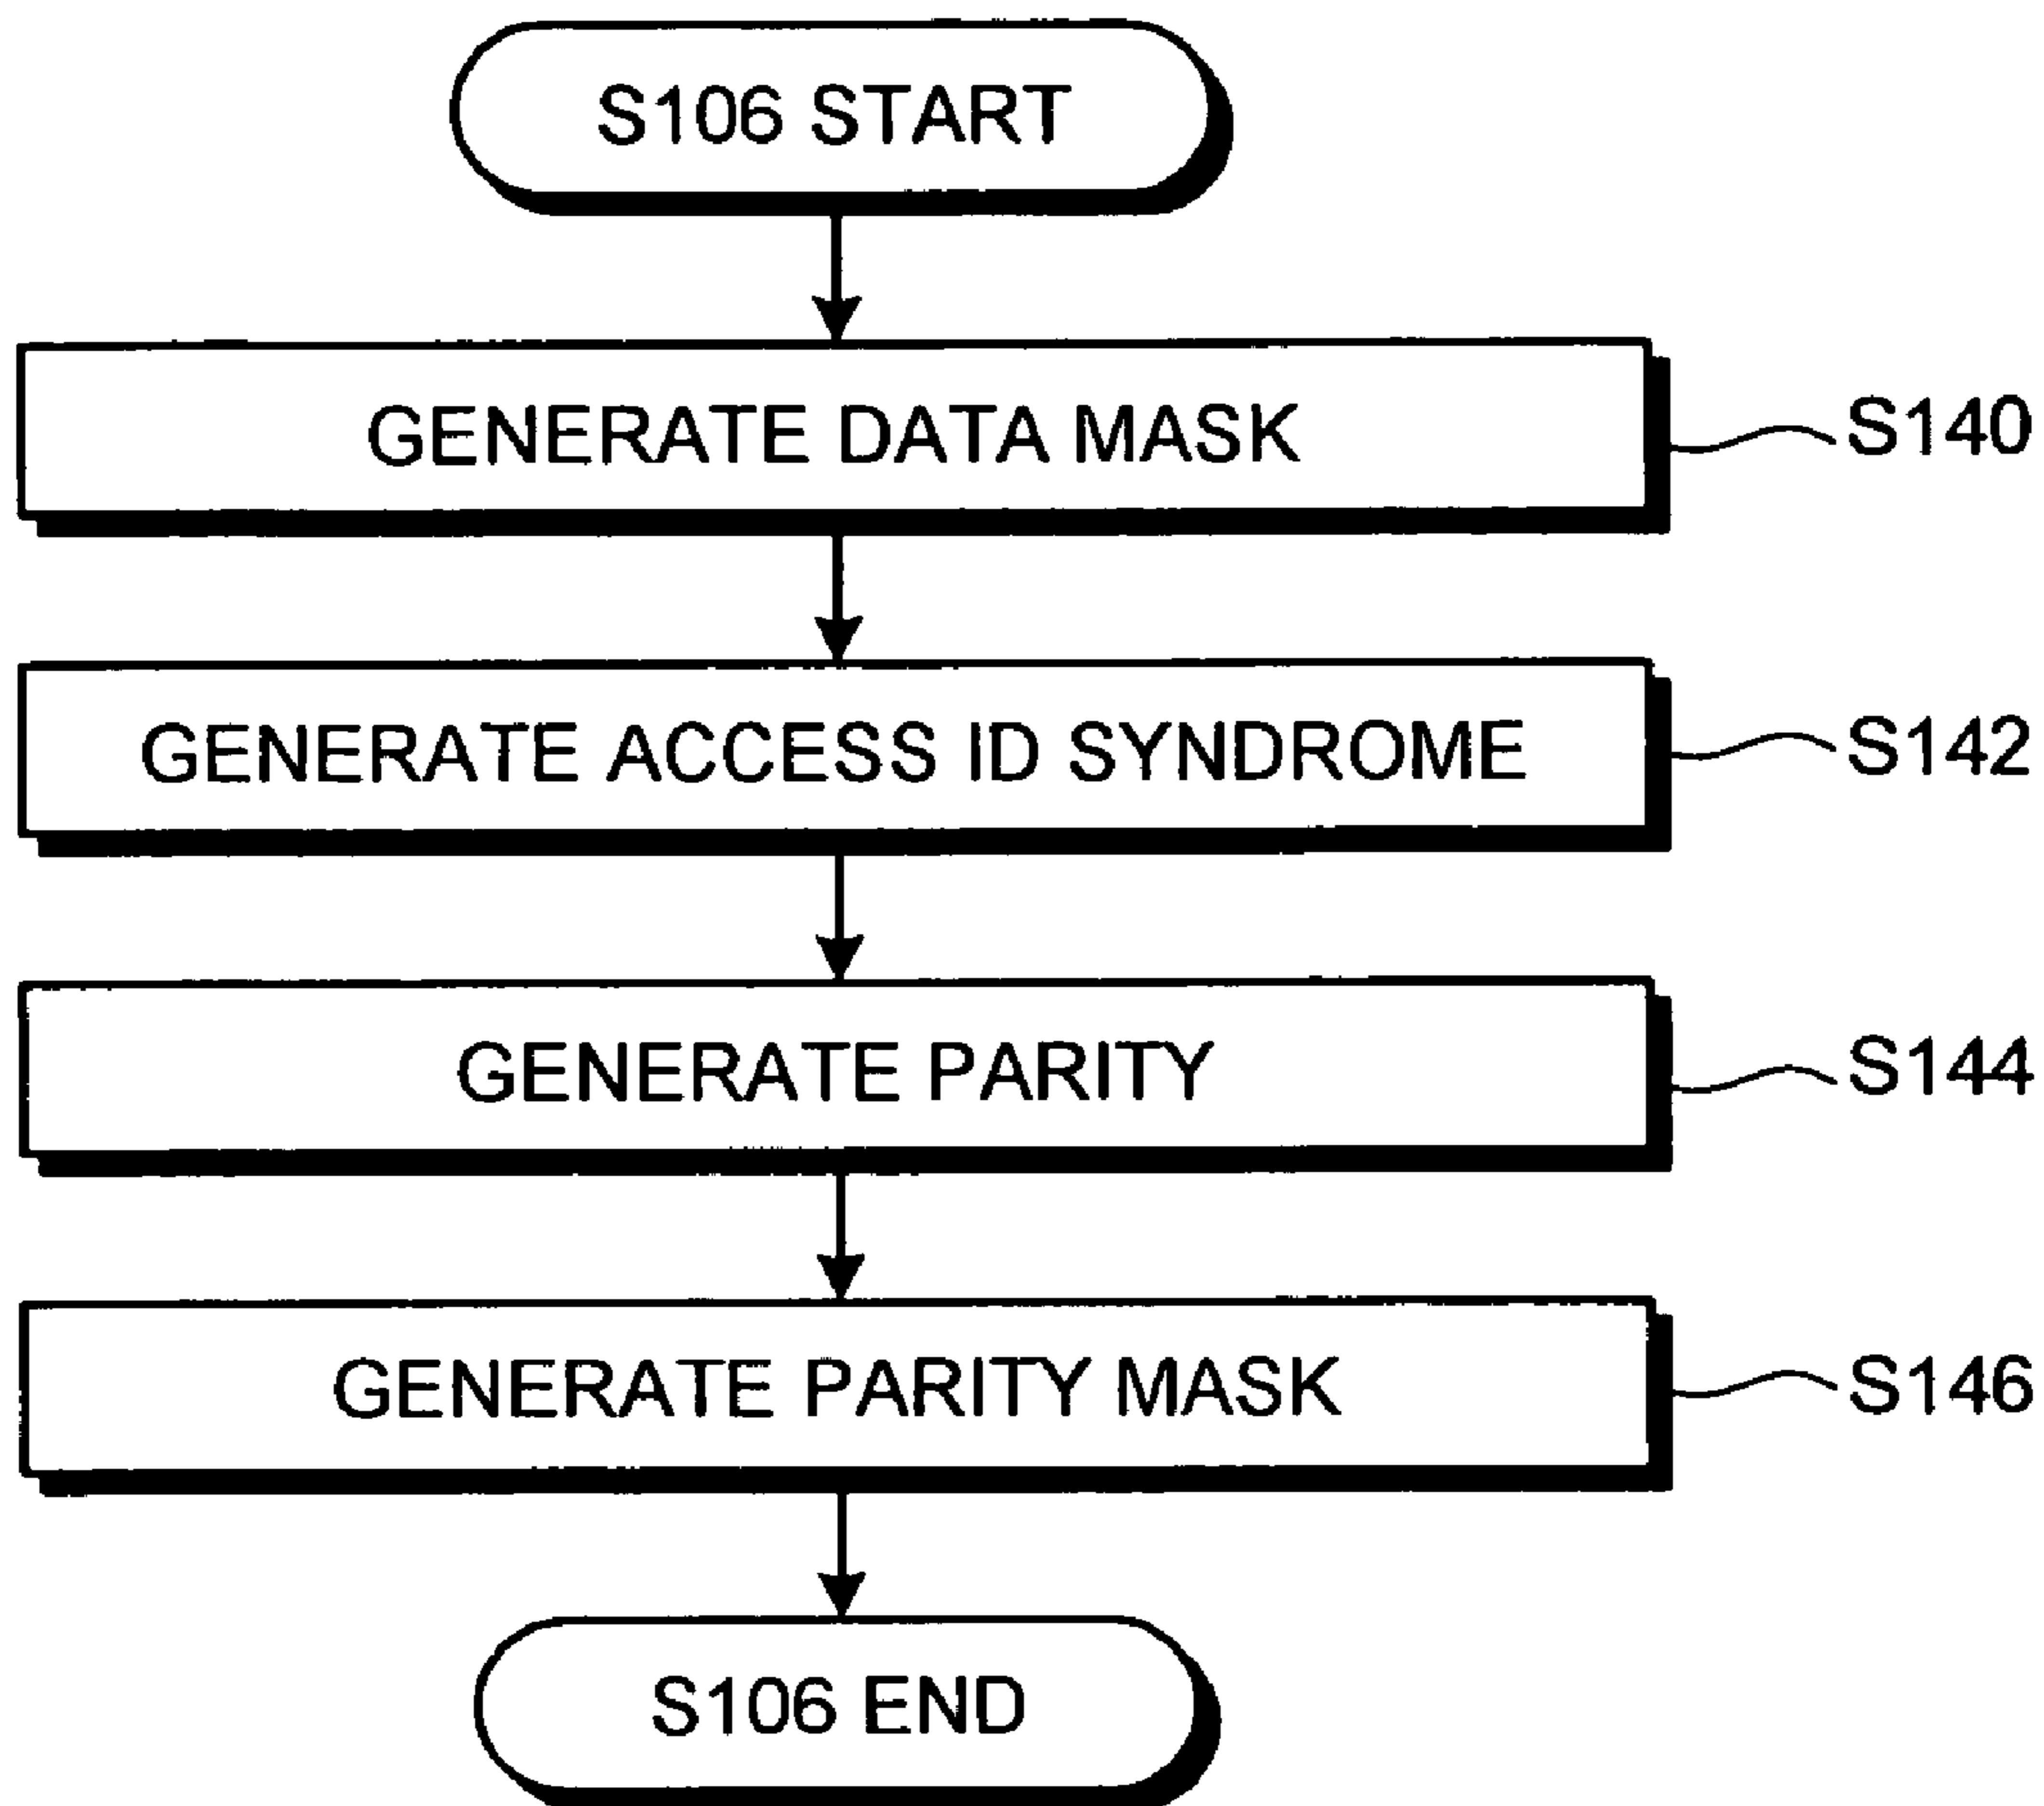 S106 START
GENERATE DATA MASK
S140
GENERATE ACCESS ID SYNDROME
S142
GENERATE PARITY
S144
GENERATE PARITY MASK
S146
S106 END